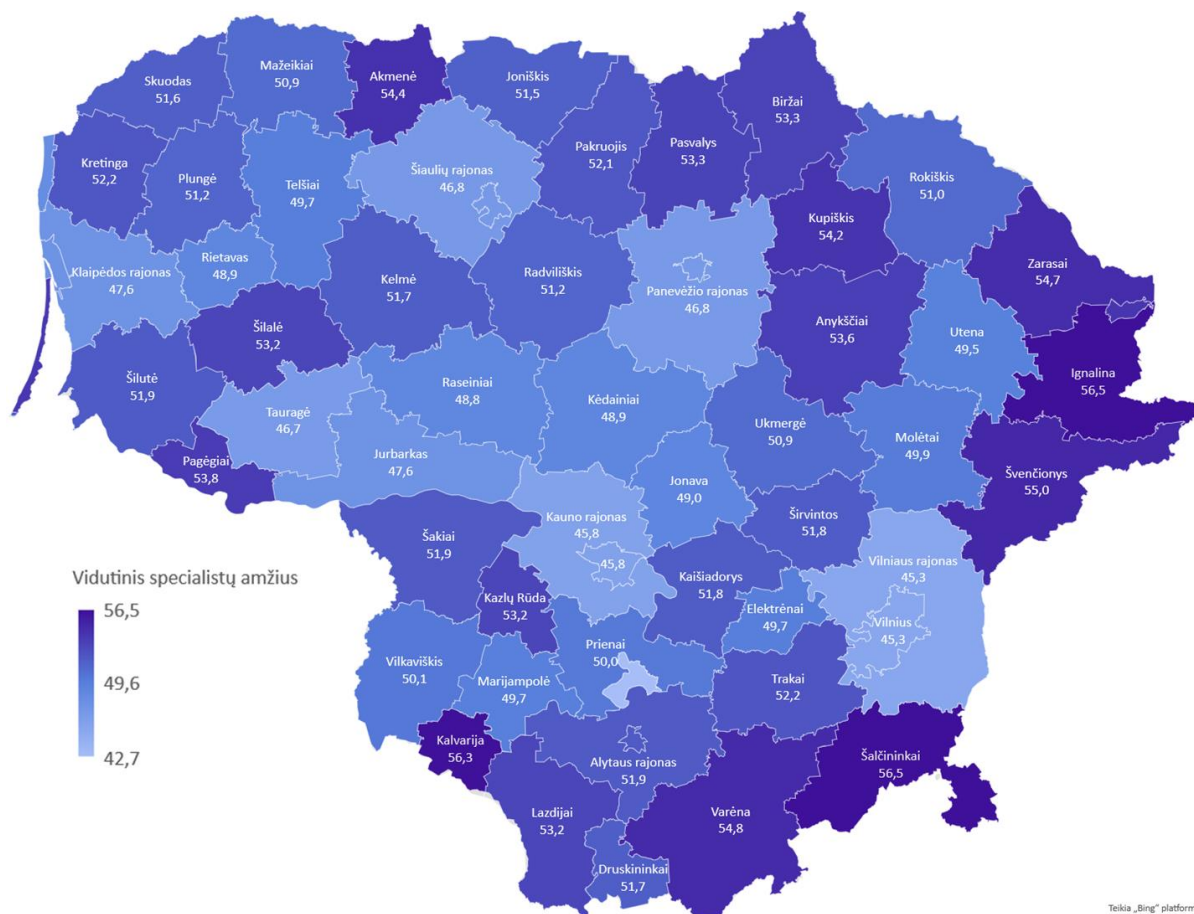 Skuodas
51,6
Mažeikiai
50,9
Akmenė
54,4
Joniškis
51,5
Pakruojis
52,1
Pasvalys
53,3
Biržai
53,3
Kretinga
52,2
Plungė
51,2
Telšiai
49,7
Šiaulių rajonas
46,8
Rokiškis
51,0
Kupiškis
54,2
Klaipėdos rajonas
47,6
Rietavas
48,9
Kelmė
51,7
Radviliškis
51,2
Panevėžio rajonas
46,8
Zarasai
54,7
Šilalė
53,2
Anykščiai
53,6
Utena
49,5
Ignalina
56,5
Šilutė
51,9
Tauragė
46,7
Raseiniai
48,8
Kėdainiai
48,9
Ukmergė
50,9
Molėtai
49,9
Pagėgiai
53,8
Jurbarkas
47,6
Jonava
49,0
Švenčionys
55,0
Šakiai
51,9
Kauno rajonas
45,8
45,8
Širvintos
51,8
Vidutinis specialistų amžius
56,5
49,6
42,7
Kazlų Rūda
53,2
Kaišiadorys
51,8
Elektrėnai
49,7
Vilniaus rajonas
45,3
Vilnius
45,3
Vilkaviškis
50,1
Marijampolė
49,7
Prienai
50,0
Trakai
52,2
Kalvarija
56,3
Alytaus rajonas
51,9
Šalčininkai
56,5
Lazdijai
53,2
Varėna
54,8
Druskininkai
51,7
Teikia „Bing“ platform